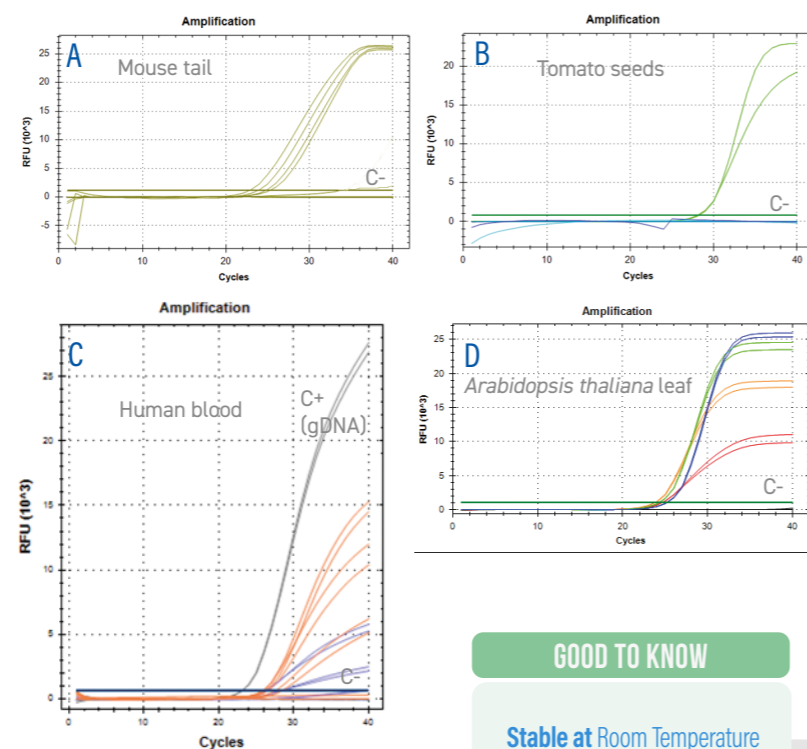 Amplification
A
Mouse tail
C-
RFU (10^3)
25
20
15
10
5
0
-5
0
10
20
30
40
Cycles
Amplification
B
Tomato seeds
C-
RFU (10^3)
20
15
10
5
0
0
10
20
30
40
Cycles
Amplification
C
Human blood
C+
(gDNA)
C-
RFU (10^3)
25
20
15
10
5
0
0
10
20
30
40
Cycles
Amplification
D
Arabidopsis thaliana leaf
C-
RFU (10^3)
25
20
15
10
5
0
0
10
20
30
40
Cycles
GOOD TO KNOW
Stable at Room Temperature